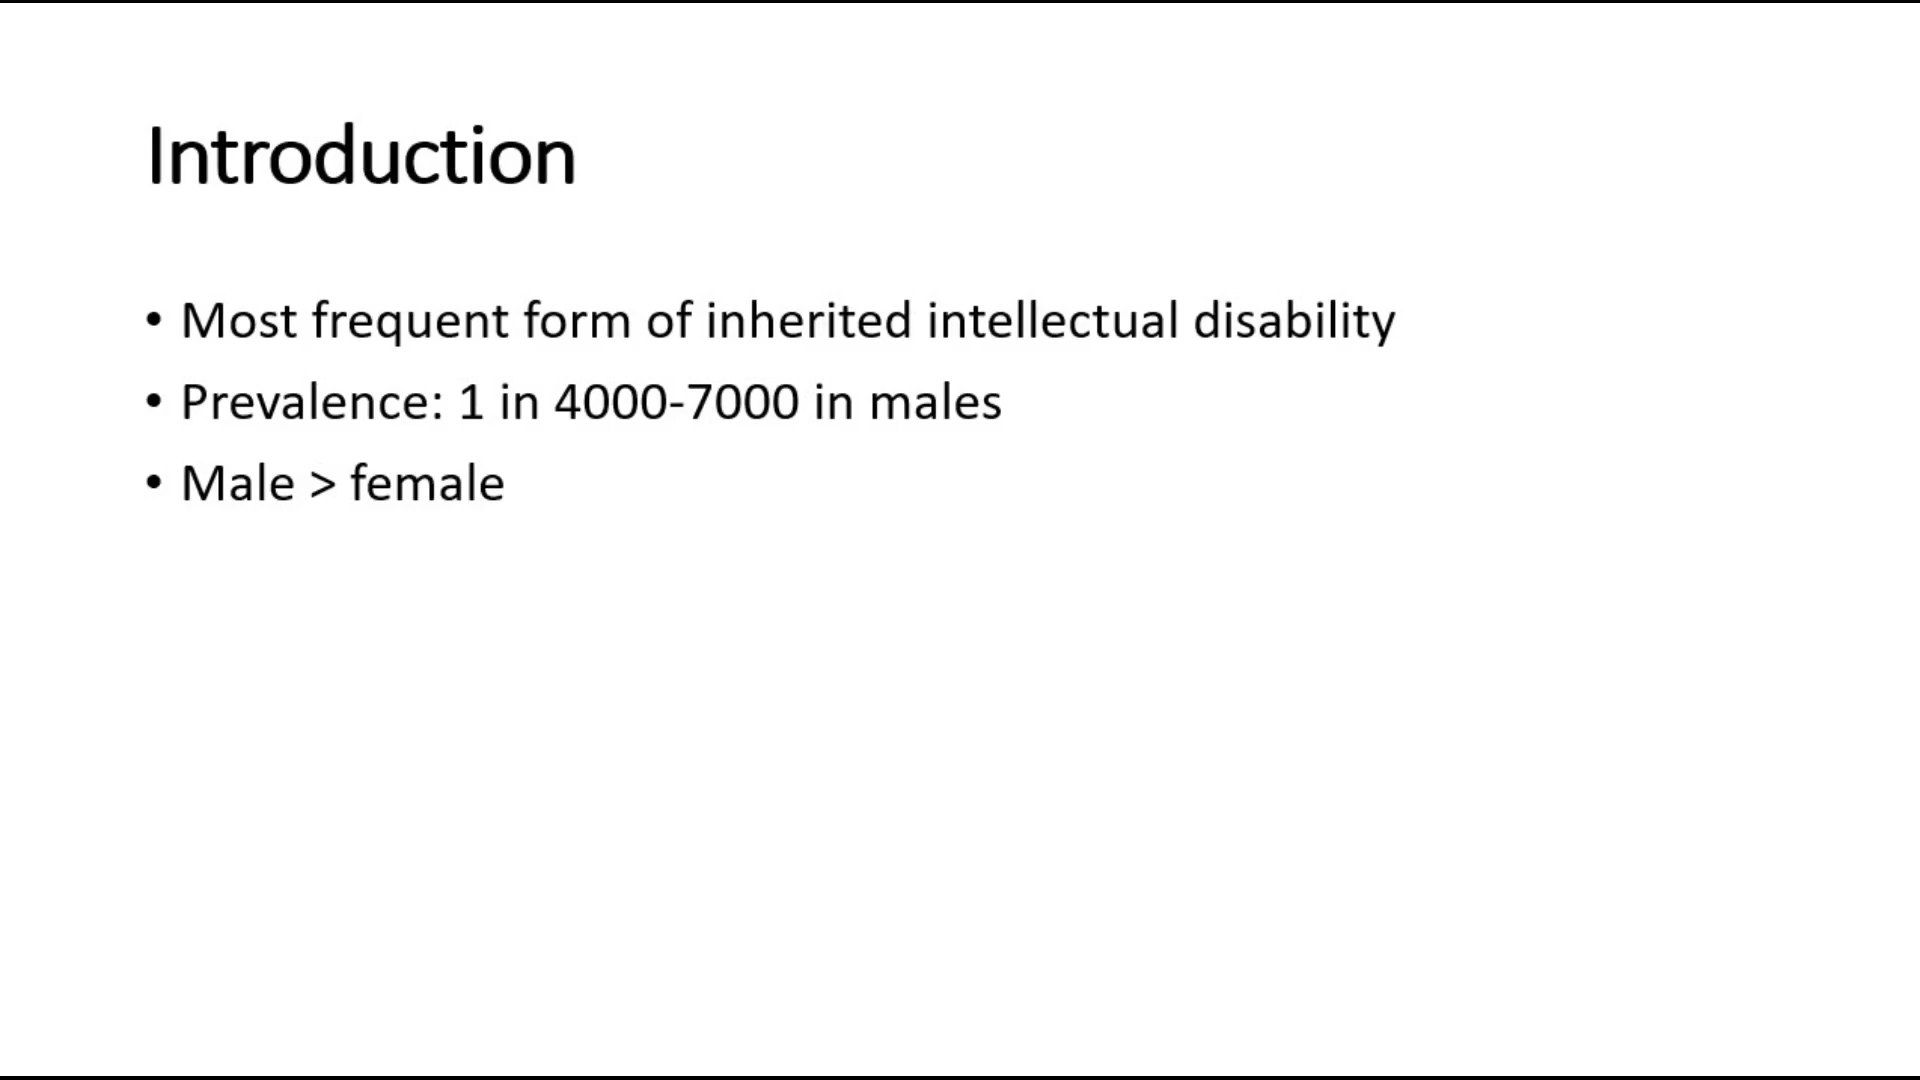 Introduction
• Most frequent form of inherited intellectual disability
• Prevalence: 1 in 4000-7000 in males
• Male > female